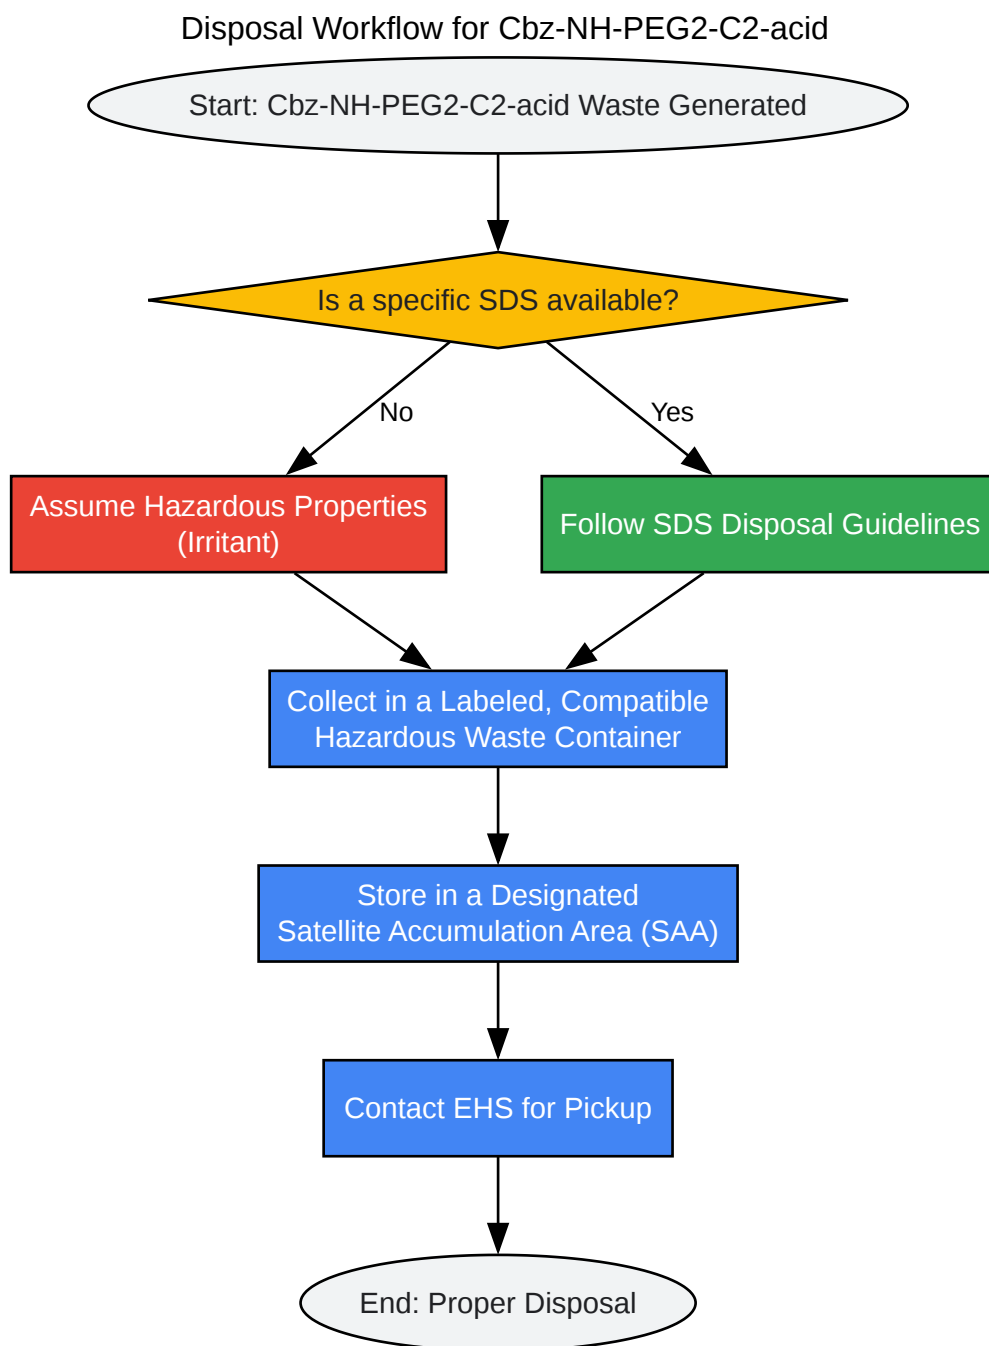 Disposal Workflow for Cbz-NH-PEG2-C2-acid
Start: Cbz-NH-PEG2-C2-acid Waste Generated
Is a specific SDS available?
No
Yes
Assume Hazardous Properties
(Irritant)
Follow SDS Disposal Guidelines
Collect in a Labeled, Compatible
Hazardous Waste Container
Store in a Designated
Satellite Accumulation Area (SAA)
Contact EHS for Pickup
End: Proper Disposal